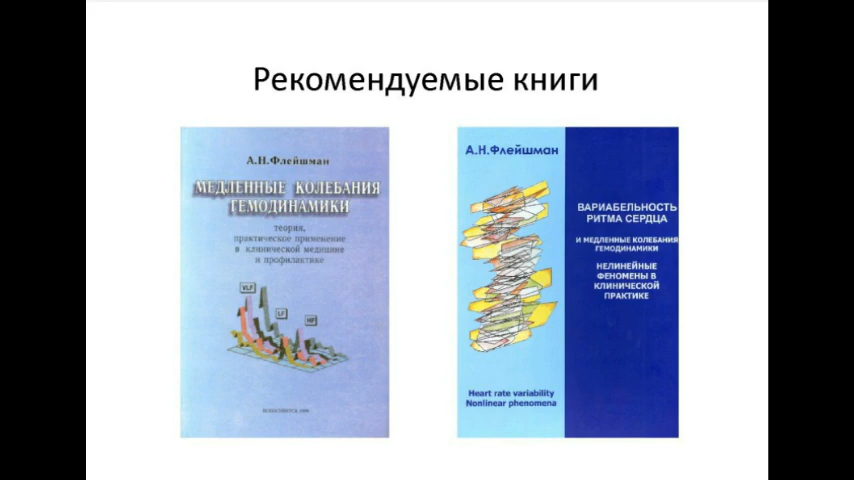 Рекомендуемые книги
А.Н.Флейшман
МЕДЛЕННЫЕ КОЛЕБАНИЯ
ГЕМОДИНАМИКИ
теория,
практическое применение
в клинической медицине
и профилактике
VLF
LF
HF
А.Н.Флейшман
ВАРИАБЕЛЬНОСТЬ
РИТМА СЕРДЦА
И МЕДЛЕННЫЕ КОЛЕБАНИЯ
ГЕМОДИНАМИКИ
НЕЛИНЕЙНЫЕ
ФЕНОМЕНЫ В
КЛИНИЧЕСКОЙ
ПРАКТИКЕ
Heart rate variability
Nonlinear phenomena